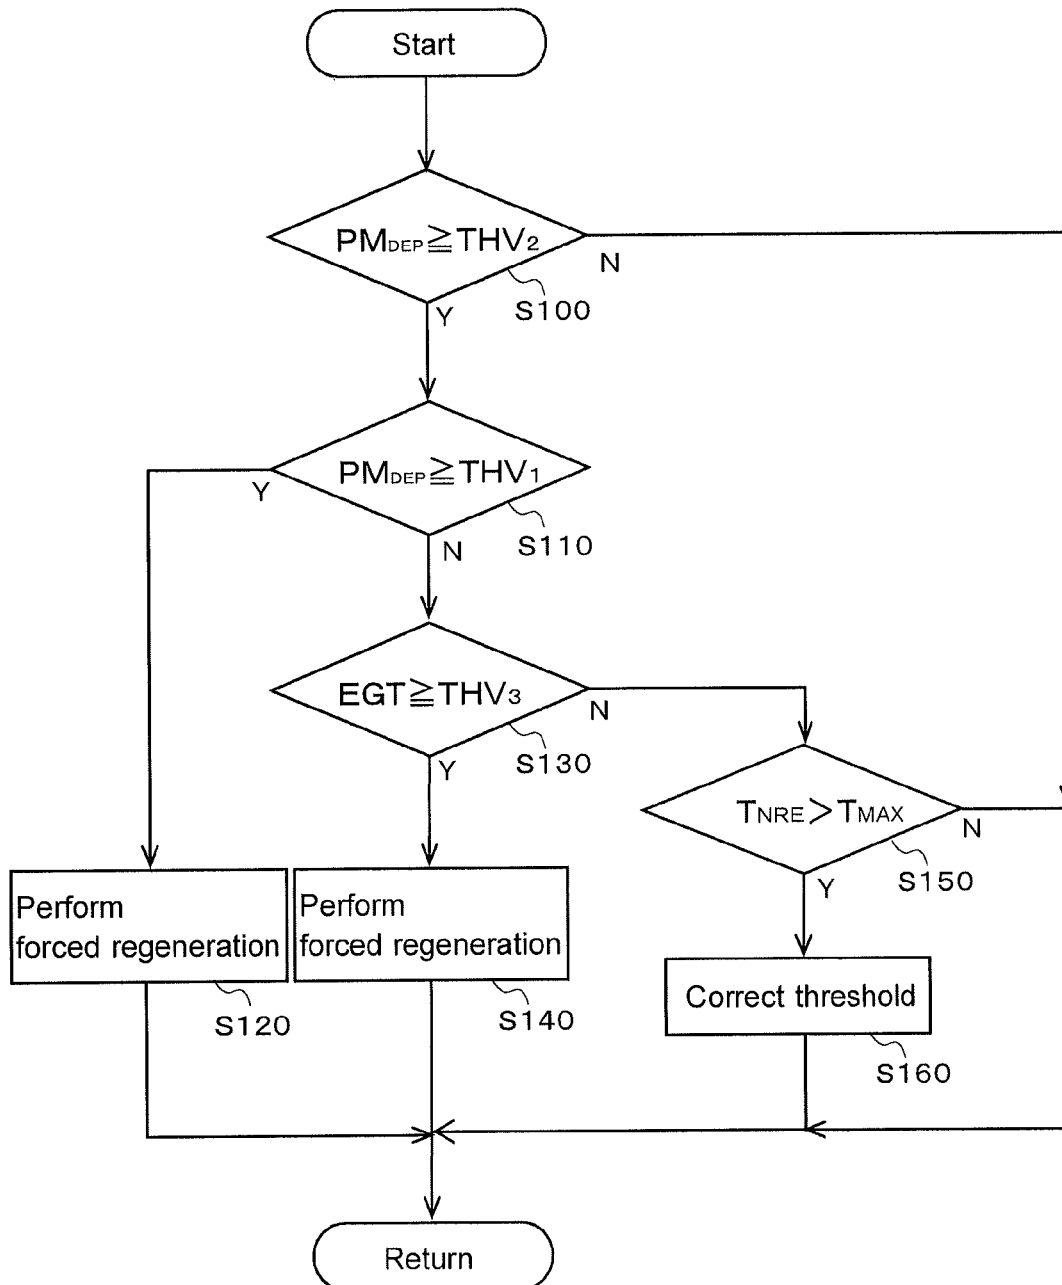 Start
PMDEP≧THV2
N
S100
Y
PMDEP≧THV1
Y
S110
N
EGT≧THV3
N
S130
Y
TNRE>TMAX
N
S150
Y
Perform
forced regeneration
S120
Perform
forced regeneration
S140
Correct threshold
S160
Return